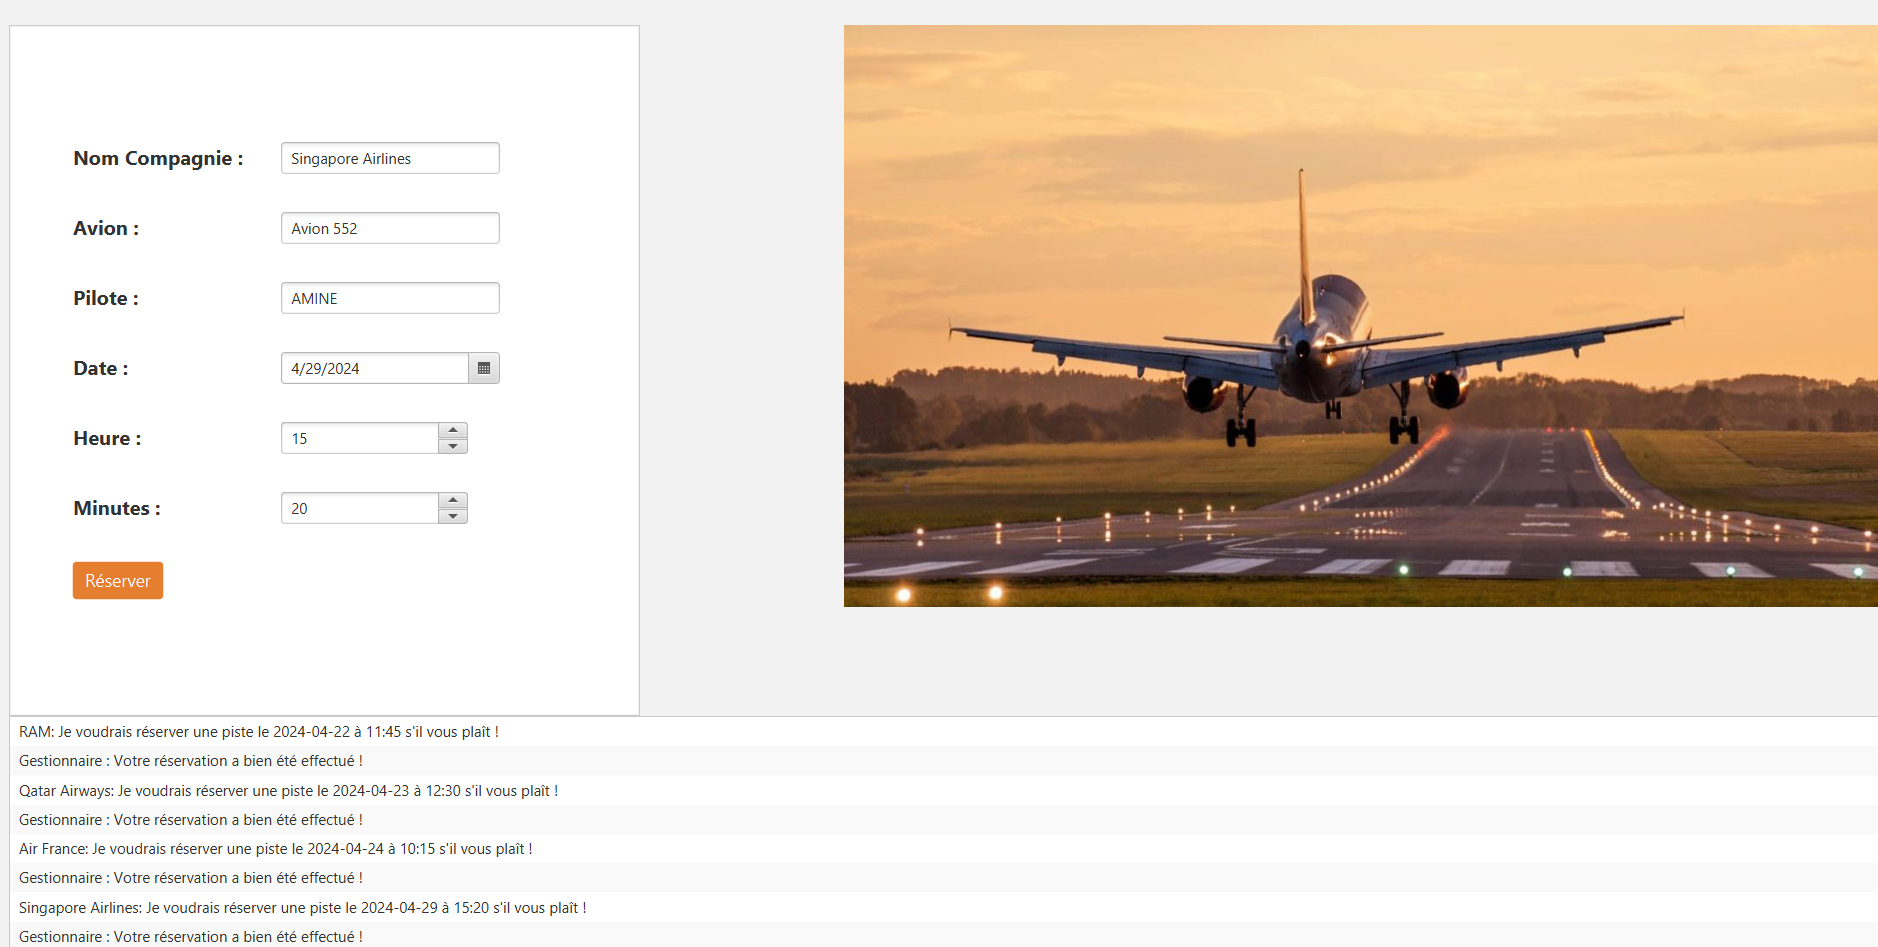 Nom Compagnie :
Singapore Airlines
Avion :
Avion 552
Pilote :
AMINE
Date :
4/29/2024
Heure :
15
Minutes :
20
Réserver
RAM: Je voudrais réserver une piste le 2024-04-22 à 11:45 s'il vous plaît !
Gestionnaire : Votre réservation a bien été effectué !
Qatar Airways: Je voudrais réserver une piste le 2024-04-23 à 12:30 s'il vous plaît !
Gestionnaire : Votre réservation a bien été effectué !
Air France: Je voudrais réserver une piste le 2024-04-24 à 10:15 s'il vous plaît !
Gestionnaire : Votre réservation a bien été effectué !
Singapore Airlines: Je voudrais réserver une piste le 2024-04-29 à 15:20 s'il vous plaît !
Gestionnaire : Votre réservation a bien été effectué !